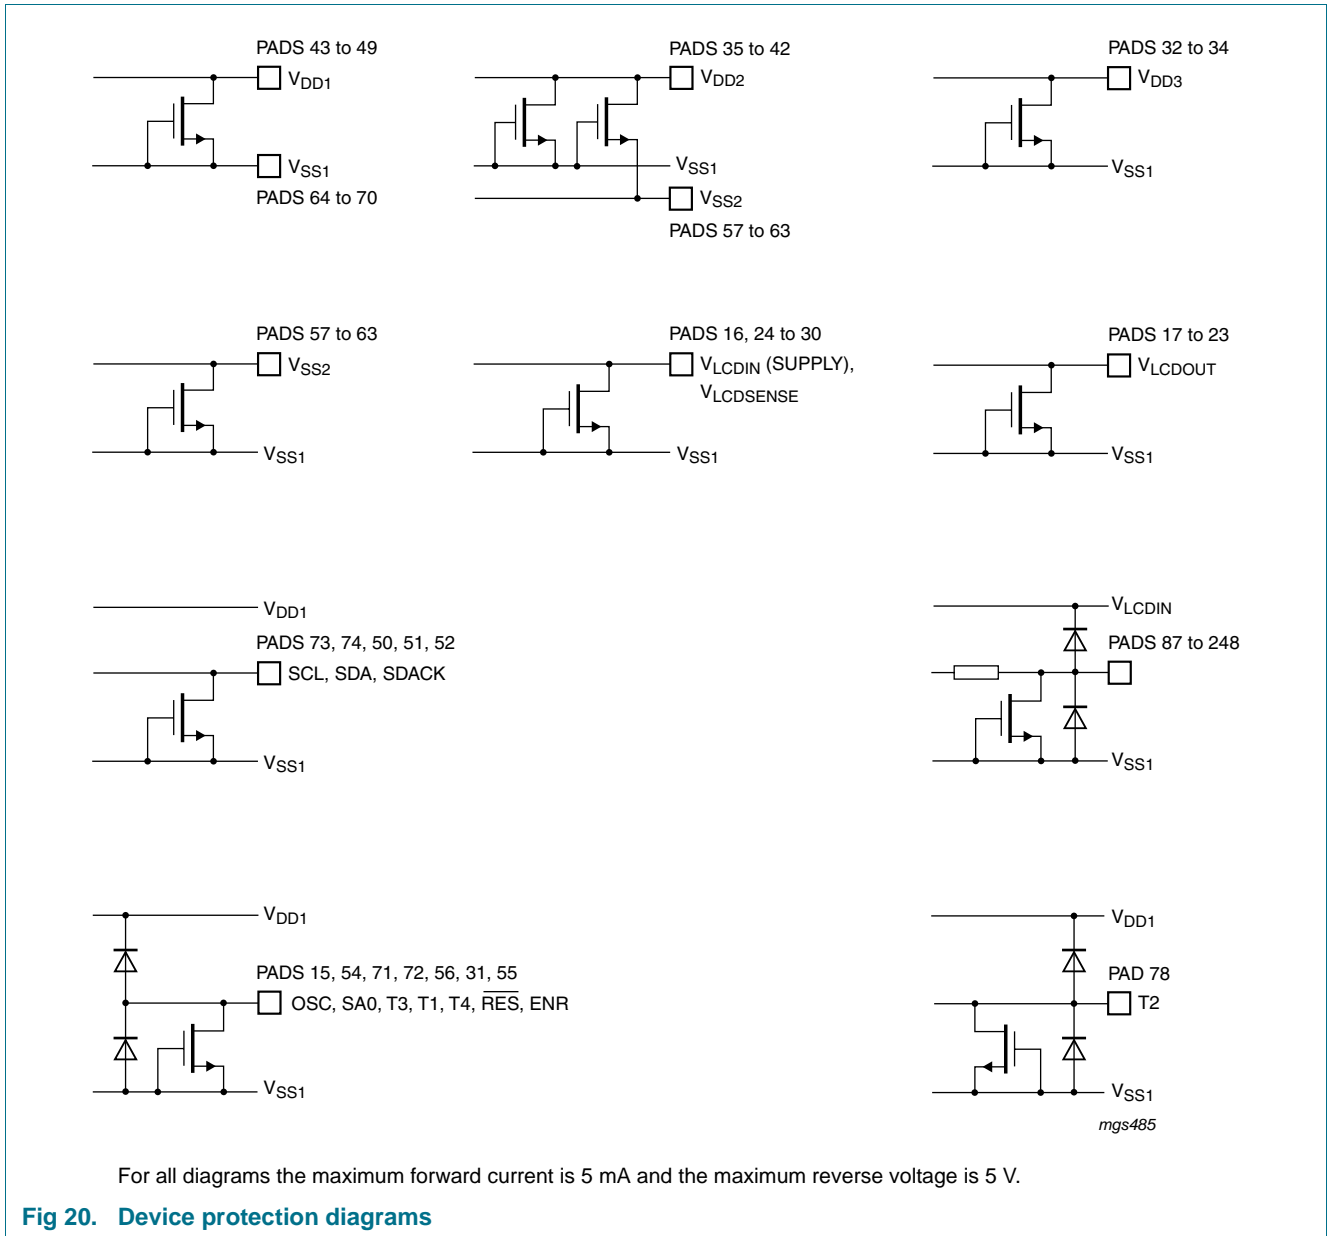 PADS 43 to 49
VDD1
VSS1
PADS 64 to 70
PADS 35 to 42
VDD2
VSS1
VSS2
PADS 57 to 63
PADS 32 to 34
VDD3
VSS1
PADS 57 to 63
VSS2
VSS1
PADS 16, 24 to 30
VLCDIN (SUPPLY),
VLCDSENSE
VSS1
PADS 17 to 23
VLCDOUT
VSS1
VDD1
PADS 73, 74, 50, 51, 52
SCL, SDA, SDACK
VSS1
VLCDIN
PADS 87 to 248
VSS1
VDD1
PADS 15, 54, 71, 72, 56, 31, 55
OSC, SA0, T3, T1, T4, R̅E̅S̅, ENR
VSS1
VDD1
PAD 78
T2
VSS1
mgs485
For all diagrams the maximum forward current is 5 mA and the maximum reverse voltage is 5 V.
Fig 20. Device protection diagrams